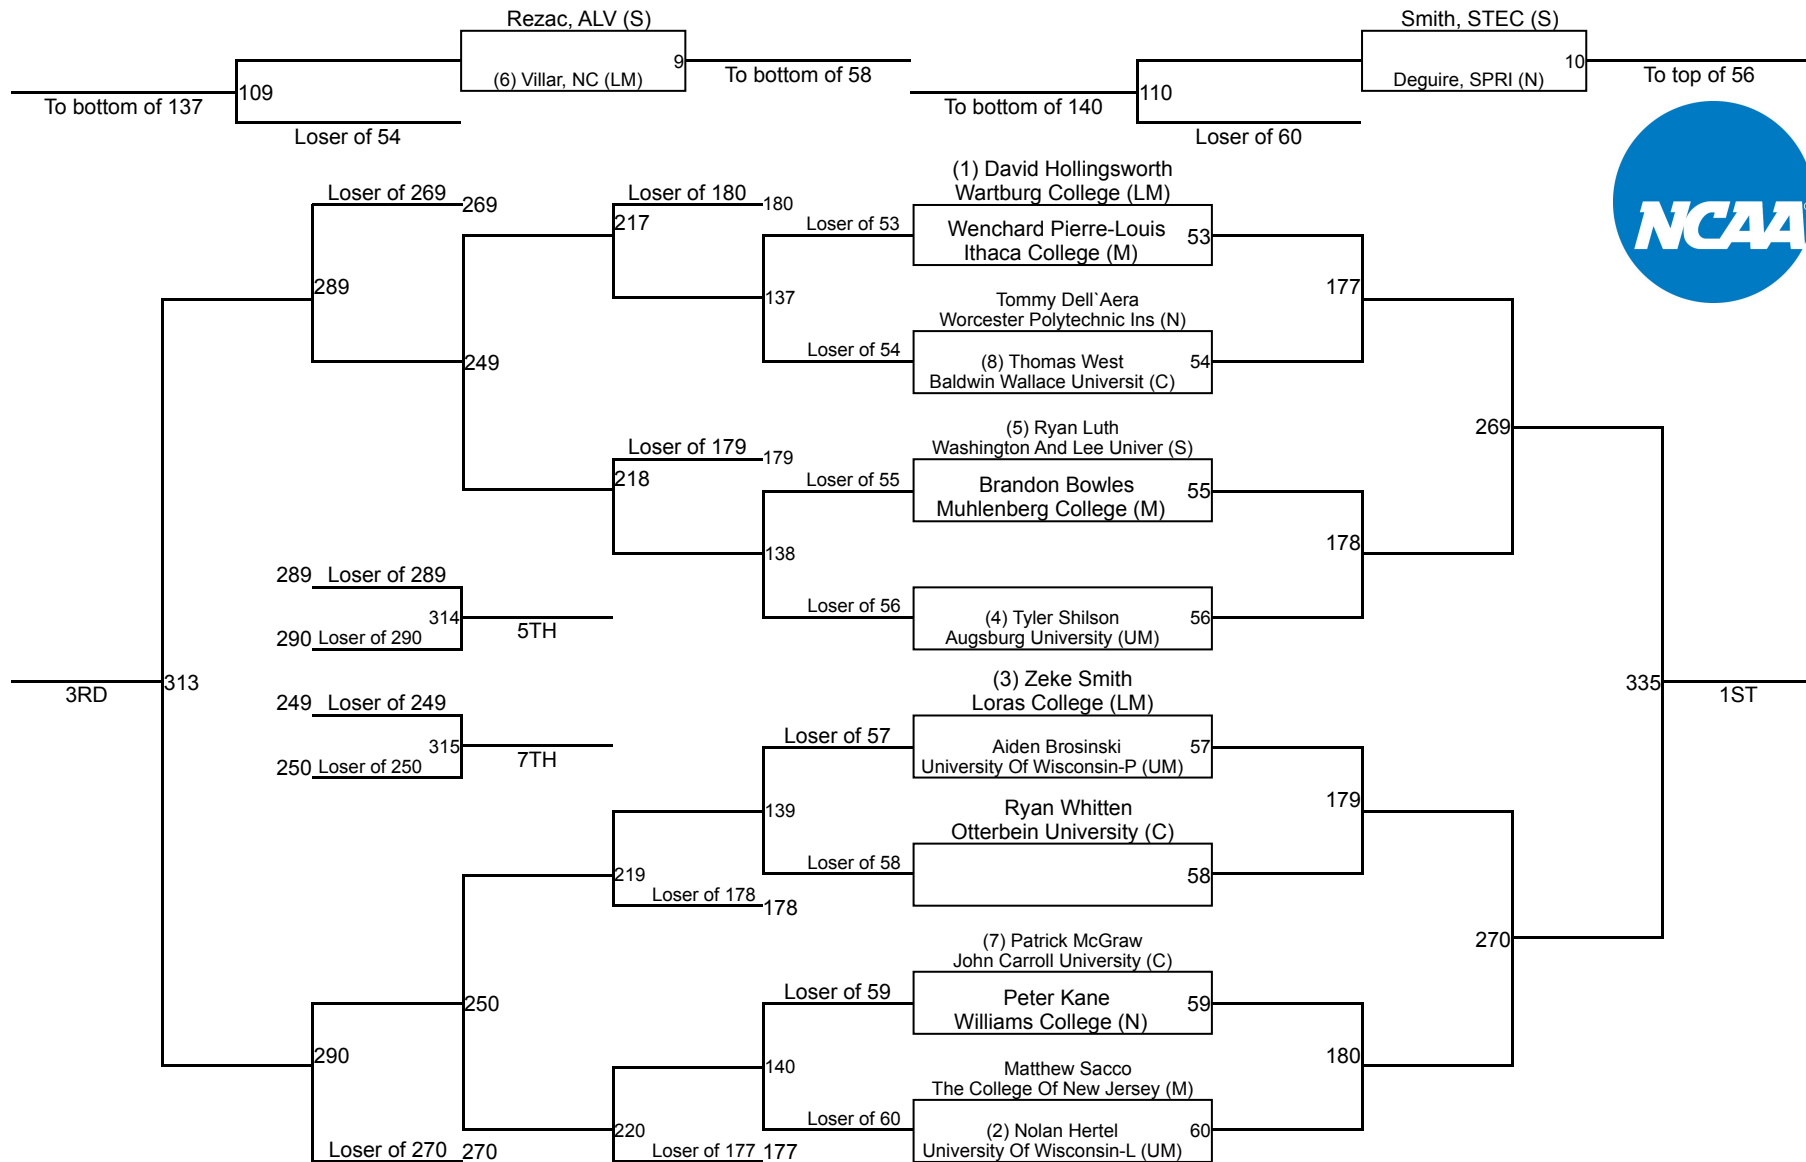 Rezac, ALV (S)
Smith, STEC (S)
(6) Villar, NC (LM)
9
To bottom of 58
Deguire, SPRI (N)
10
To top of 56
To bottom of 137
109
Loser of 54
To bottom of 140
110
Loser of 60
NCAA
(1) David Hollingsworth
Wartburg College (LM)
Loser of 269
269
Loser of 180
180
217
Loser of 53
Wenchard Pierre-Louis
Ithaca College (M)
53
289
137
Tommy Dell`Aera
Worcester Polytechnic Ins (N)
177
249
Loser of 54
(8) Thomas West
Baldwin Wallace Universit (C)
54
(5) Ryan Luth
Washington And Lee Univer (S)
269
Loser of 179
179
218
Loser of 55
Brandon Bowles
Muhlenberg College (M)
55
138
178
289
Loser of 289
314
5TH
290
Loser of 290
Loser of 56
(4) Tyler Shilson
Augsburg University (UM)
56
3RD
313
(3) Zeke Smith
Loras College (LM)
335
1ST
249
Loser of 249
315
7TH
250
Loser of 250
Loser of 57
Aiden Brosinski
University Of Wisconsin-P (UM)
57
139
Ryan Whitten
Otterbein University (C)
179
219
Loser of 58
58
Loser of 178
178
(7) Patrick McGraw
John Carroll University (C)
270
250
Loser of 59
Peter Kane
Williams College (N)
59
290
140
Matthew Sacco
The College Of New Jersey (M)
180
220
Loser of 60
(2) Nolan Hertel
University Of Wisconsin-L (UM)
60
Loser of 270
270
Loser of 177
177